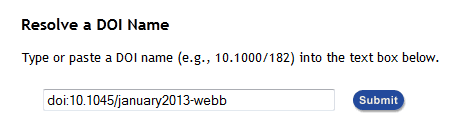 Resolve a DOI Name
Type or paste a DOI name (e.g., 10.1000/182) into the text box below.
doi:10.1045/january2013-webb Submit